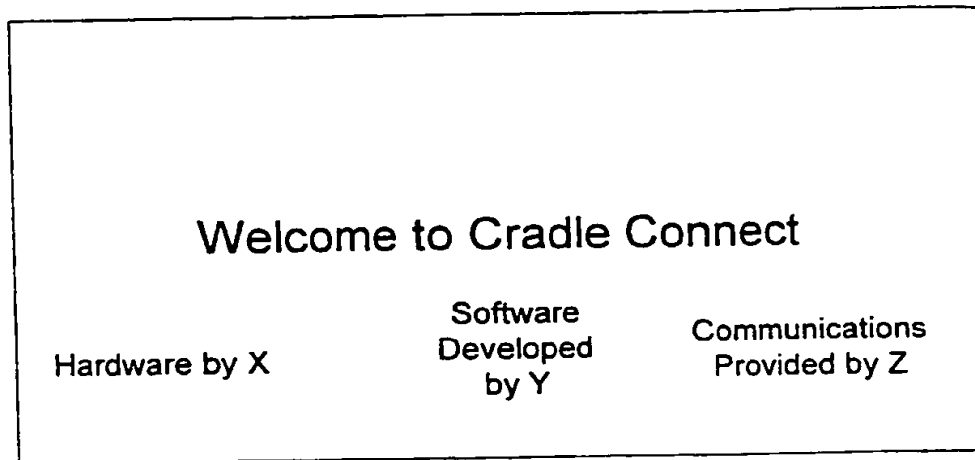 Welcome to Cradle Connect
Hardware by X
Software
Developed
by Y
Communications
Provided by Z